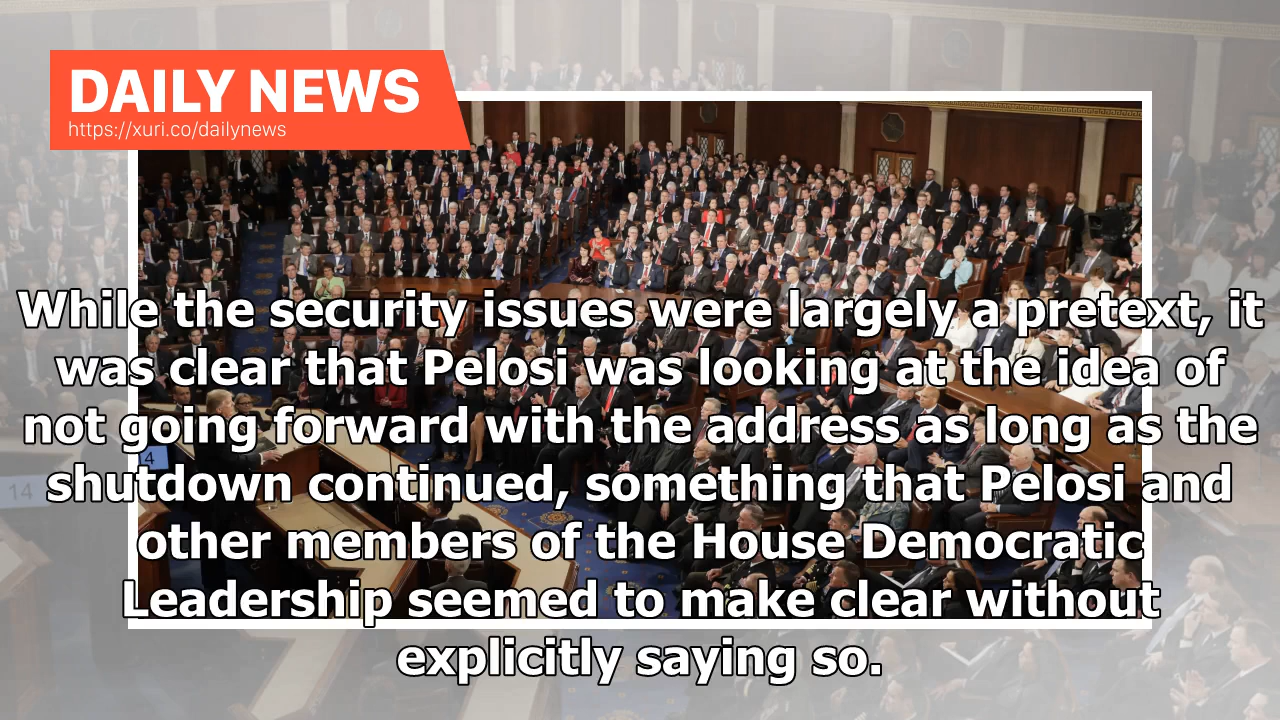 DAILY NEWS
https://xuri.co/dailynews
While the security issues were largely a pretext, it
was clear that Pelosi was looking at the idea of
not going forward with the address as long as the
shutdown continued, something that Pelosi and
other members of the House Democratic
Leadership seemed to make clear without
explicitly saying so.
14
14